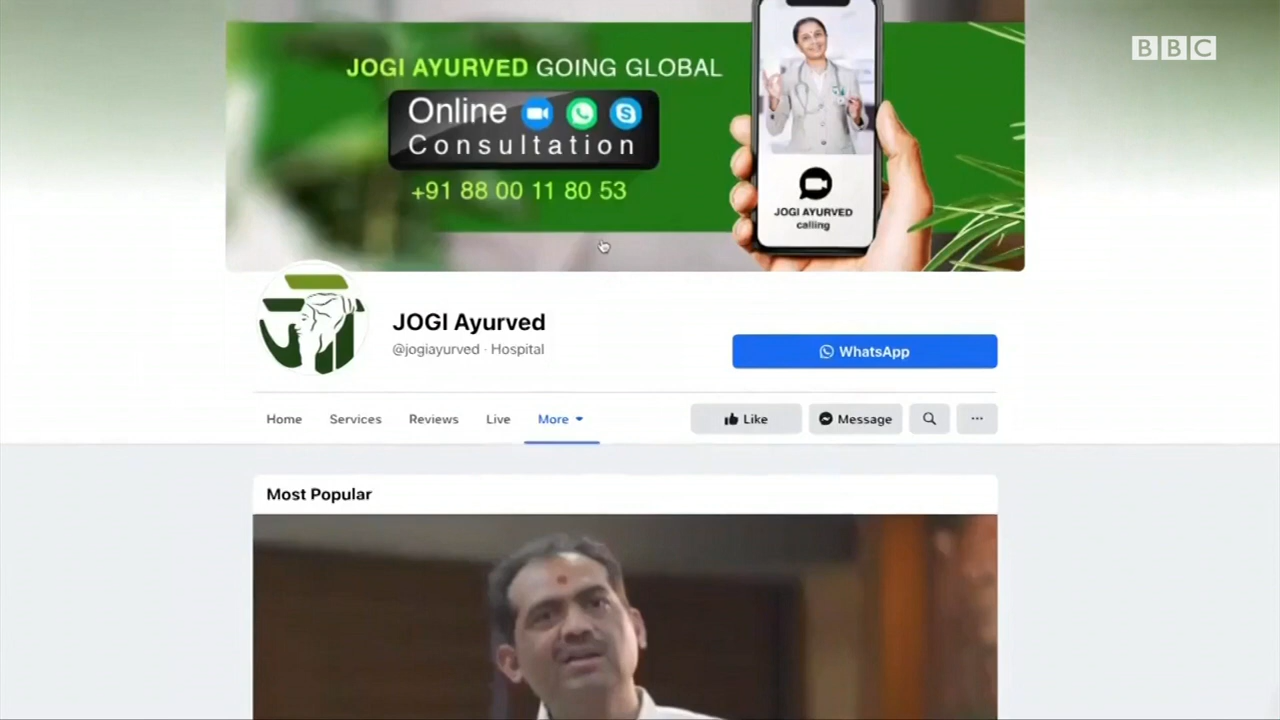 BBC
JOGI AYURVED GOING GLOBAL
Online
Consultation
+91 88 00 11 80 53
JOGI AYURVED
calling
JOGI Ayurved
@jogiayurved · Hospital
WhatsApp
Home Services Reviews Live More Like Message
Most Popular